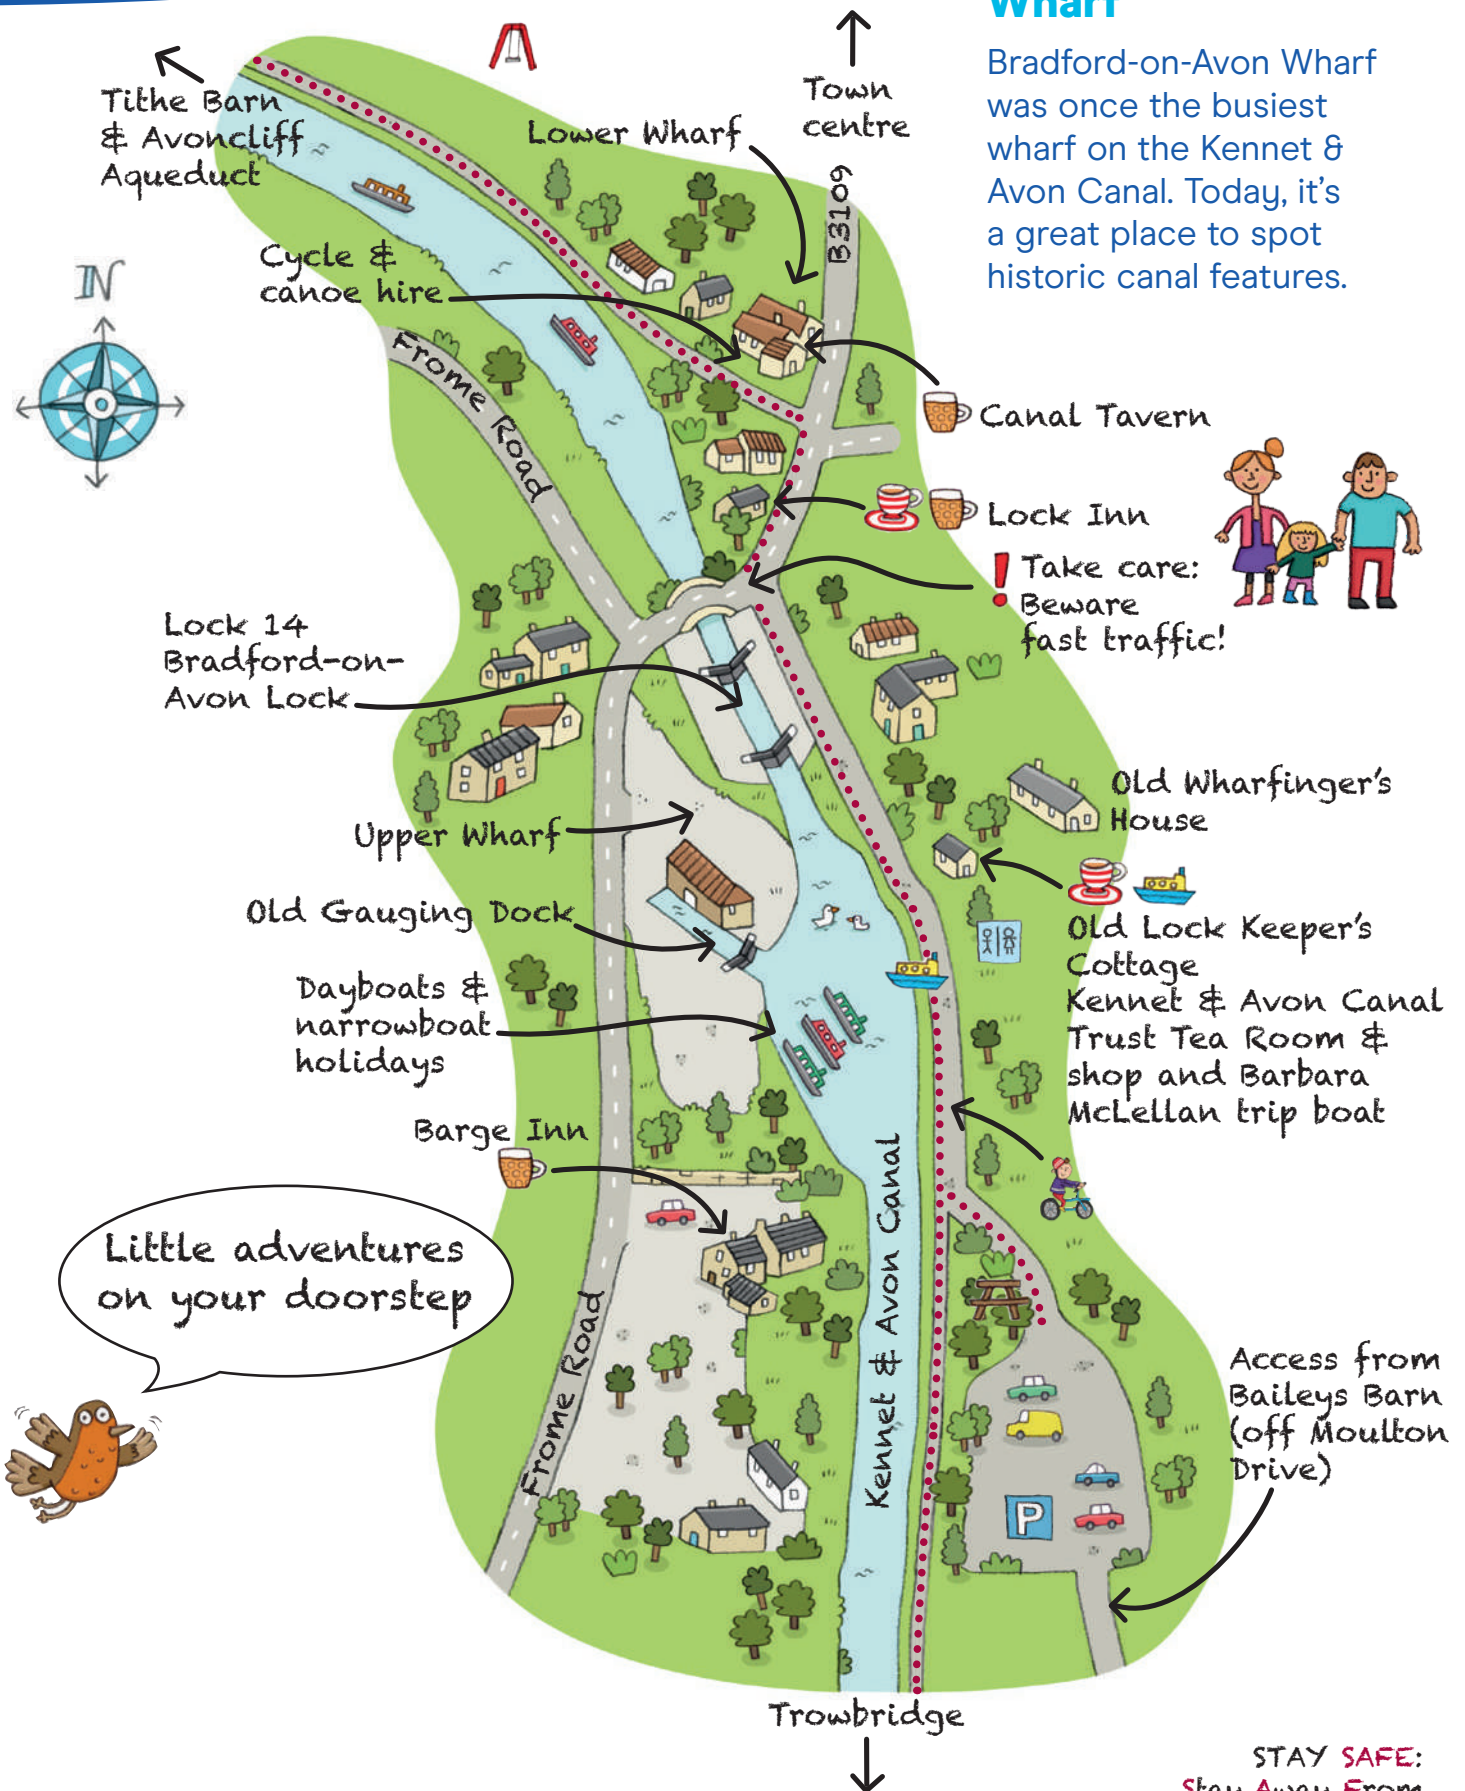 Wharf
Bradford-on-Avon Wharf
was once the busiest
wharf on the Kennet &
Avon Canal. Today, it's
a great place to spot
historic canal features.
Town
centre
Tithe Barn
& Avoncliff
Aqueduct
Lower Wharf
B3109
Cycle &
canoe hire
N
Frome Road
Canal Tavern
Lock Inn
! Take care:
Beware
fast traffic!
Lock 14
Bradford-on-
Avon Lock
Old Wharfinger's
House
Upper Wharf
Old Gauging Dock
Old Lock Keeper's
Cottage
Kennet & Avon Canal
Trust Tea Room &
shop and Barbara
McLellan trip boat
Dayboats &
narrowboat
holidays
Barge Inn
Kennet & Avon Canal
Little adventures
on your doorstep
Frome Road
Access from
Baileys Barn
(off Moulton
Drive)
P
Trowbridge
STAY SAFE:
Stay Away From